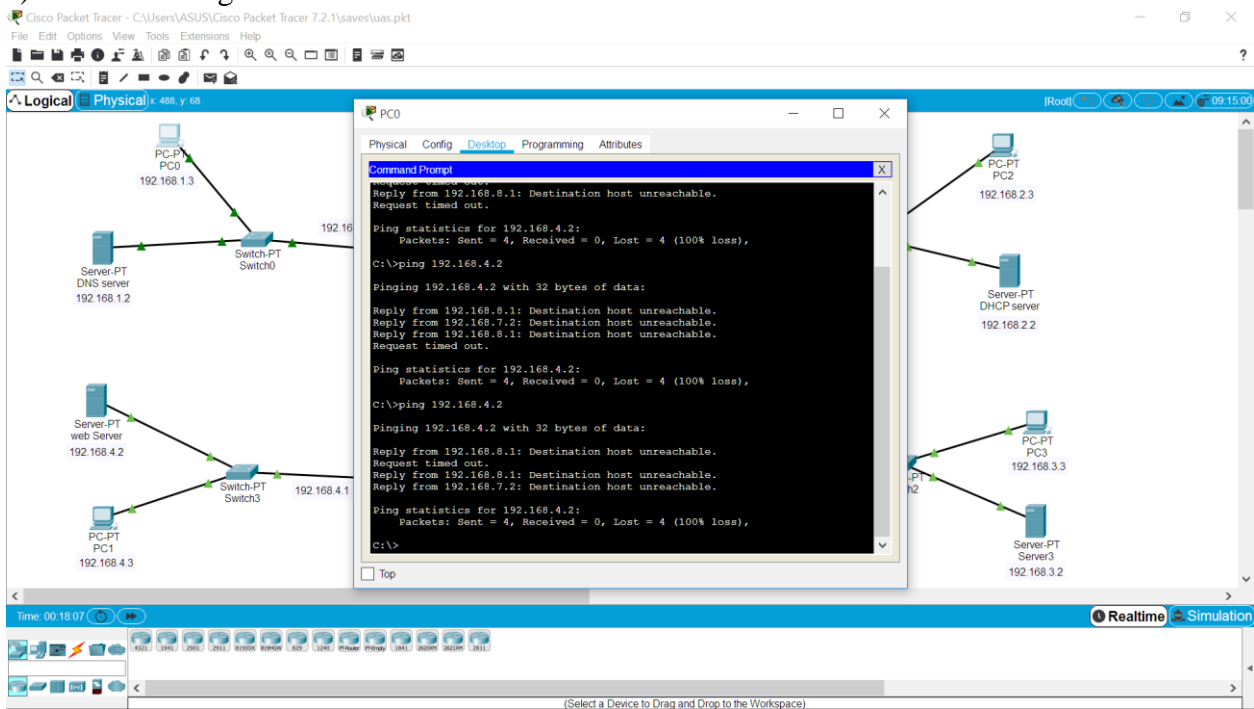 Cisco Packet Tracer - C:\Users\ASUS\Cisco Packet Tracer 7.2.1\saves\uas.pkt
File Edit Options View Tools Extensions Help
?
Logical Physical x: 488, y: 68
[Root]
09:15:00
PC-PT
PC0
192.168.1.3
192.16
Switch-PT
Switch0
Server-PT
DNS server
192.168.1.2
Server-PT
web Server
192.168.4.2
Switch-PT
Switch3
192.168.4.1
PC-PT
PC1
192.168.4.3
PC0
Physical Config Desktop Programming Attributes
Command Prompt
X
Request timed out.
Reply from 192.168.8.1: Destination host unreachable.
Request timed out.
Ping statistics for 192.168.4.2:
Packets: Sent = 4, Received = 0, Lost = 4 (100% loss),
C:\>ping 192.168.4.2
Pinging 192.168.4.2 with 32 bytes of data:
Reply from 192.168.8.1: Destination host unreachable.
Reply from 192.168.7.2: Destination host unreachable.
Reply from 192.168.8.1: Destination host unreachable.
Request timed out.
Ping statistics for 192.168.4.2:
Packets: Sent = 4, Received = 0, Lost = 4 (100% loss),
C:\>ping 192.168.4.2
Pinging 192.168.4.2 with 32 bytes of data:
Reply from 192.168.8.1: Destination host unreachable.
Request timed out.
Reply from 192.168.8.1: Destination host unreachable.
Reply from 192.168.7.2: Destination host unreachable.
Ping statistics for 192.168.4.2:
Packets: Sent = 4, Received = 0, Lost = 4 (100% loss),
C:\>
Top
PC-PT
PC2
192.168.2.3
Server-PT
DHCP server
192.168.2.2
PC-PT
PC3
192.168.3.3
-PT
h2
Server-PT
Server3
192.168.3.2
Time: 00:18:07
Realtime Simulation
4321 1941 2901 2911 819IOX 819HGW 829 1240 PT-Router PT-Empty 1841 2620XM 2621XM 2811
(Select a Device to Drag and Drop to the Workspace)